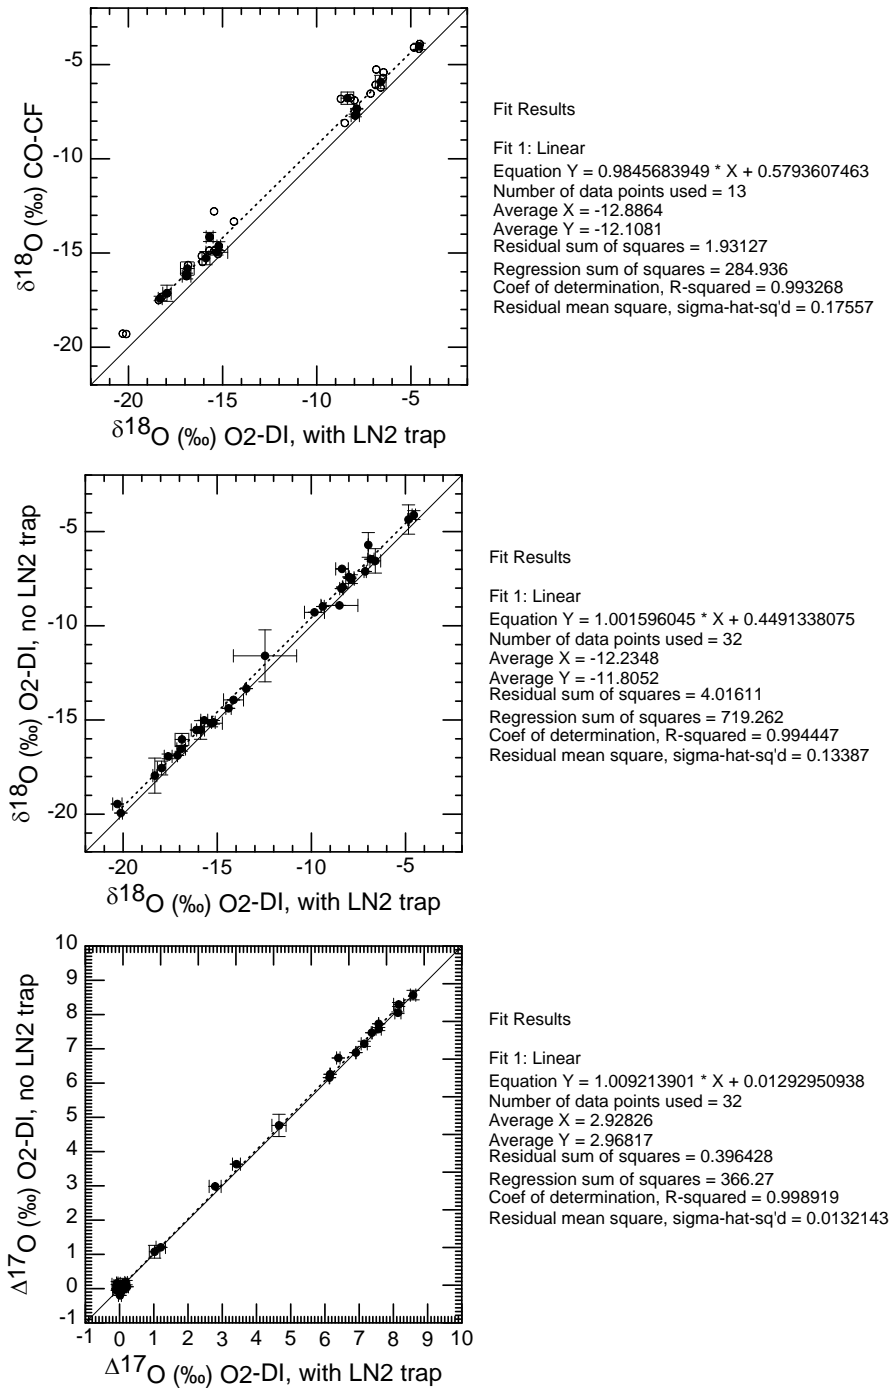 -5
-10
-15
-20
δ18O (‰) CO-CF
-20 -15 -10 -5
δ18O (‰) O2-DI, with LN2 trap
Fit Results
Fit 1: Linear
Equation Y = 0.9845683949 * X + 0.5793607463
Number of data points used = 13
Average X = -12.8864
Average Y = -12.1081
Residual sum of squares = 1.93127
Regression sum of squares = 284.936
Coef of determination, R-squared = 0.993268
Residual mean square, sigma-hat-sq'd = 0.17557
-5
-10
-15
-20
δ18O (‰) O2-DI, no LN2 trap
-20 -15 -10 -5
δ18O (‰) O2-DI, with LN2 trap
Fit Results
Fit 1: Linear
Equation Y = 1.001596045 * X + 0.4491338075
Number of data points used = 32
Average X = -12.2348
Average Y = -11.8052
Residual sum of squares = 4.01611
Regression sum of squares = 719.262
Coef of determination, R-squared = 0.994447
Residual mean square, sigma-hat-sq'd = 0.13387
10
9
8
7
6
5
4
3
2
1
0
-1
Δ17O (‰) O2-DI, no LN2 trap
-1 0 1 2 3 4 5 6 7 8 9 10
Δ17O (‰) O2-DI, with LN2 trap
Fit Results
Fit 1: Linear
Equation Y = 1.009213901 * X + 0.01292950938
Number of data points used = 32
Average X = 2.92826
Average Y = 2.96817
Residual sum of squares = 0.396428
Regression sum of squares = 366.27
Coef of determination, R-squared = 0.998919
Residual mean square, sigma-hat-sq'd = 0.0132143